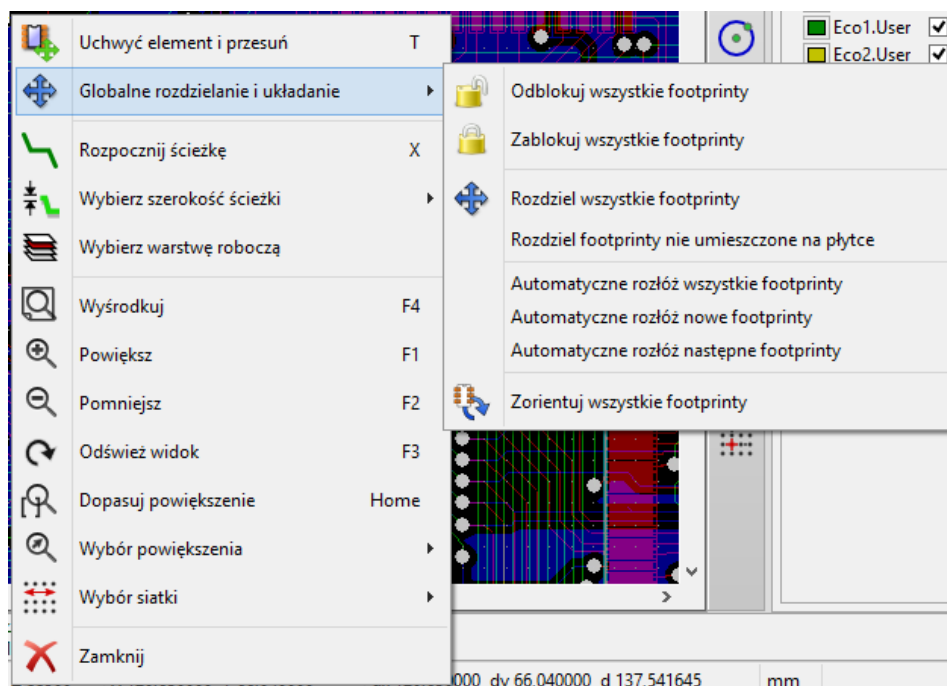 Uchwyć element i przesuń T
Globalne rozdzielanie i układanie
Rozpocznij ścieżkę X
Wybierz szerokość ścieżki
Wybierz warstwę roboczą
Wyśrodkuj F4
Powiększ F1
Pomniejsz F2
Odśwież widok F3
Dopasuj powiększenie Home
Wybór powiększenia
Wybór siatki
Zamknij
Odblokuj wszystkie footprinty
Zablokuj wszystkie footprinty
Rozdziel wszystkie footprinty
Rozdziel footprinty nie umieszczone na płytce
Automatyczne rozłóż wszystkie footprinty
Automatyczne rozłóż nowe footprinty
Automatyczne rozłóż następne footprinty
Zorientuj wszystkie footprinty
Eco1.User
Eco2.User
dy 66.040000 d 137.541645 mm